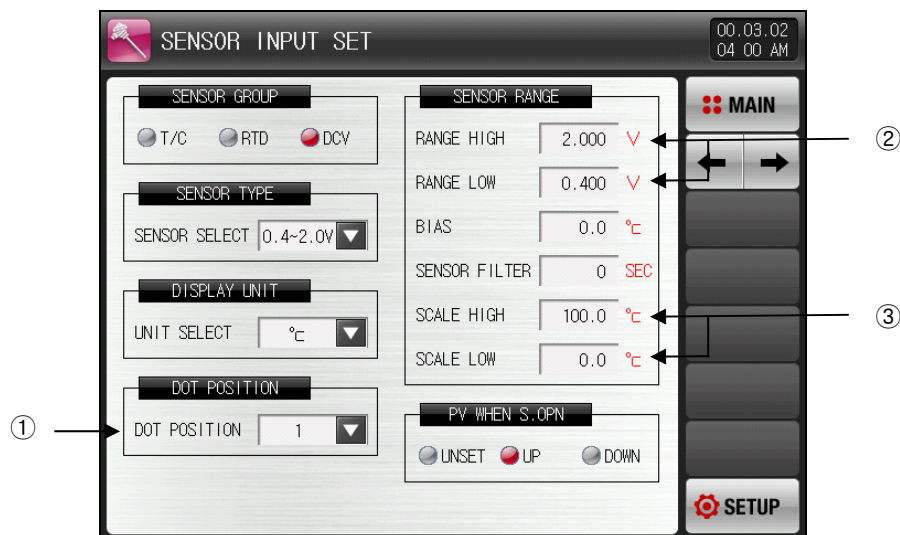 SENSOR INPUT SET
00.03.02
04 00 AM
SENSOR GROUP
T/C RTD DCV
SENSOR TYPE
SENSOR SELECT 0.4~2.0V
DISPLAY UNIT
UNIT SELECT ℃
DOT POSITION
① DOT POSITION 1
SENSOR RANGE
RANGE HIGH 2.000 V ②
RANGE LOW 0.400 V
BIAS 0.0 ℃
SENSOR FILTER 0 SEC
SCALE HIGH 100.0 ℃ ③
SCALE LOW 0.0 ℃
PV WHEN S.OPN
UNSET UP DOWN
MAIN
SETUP